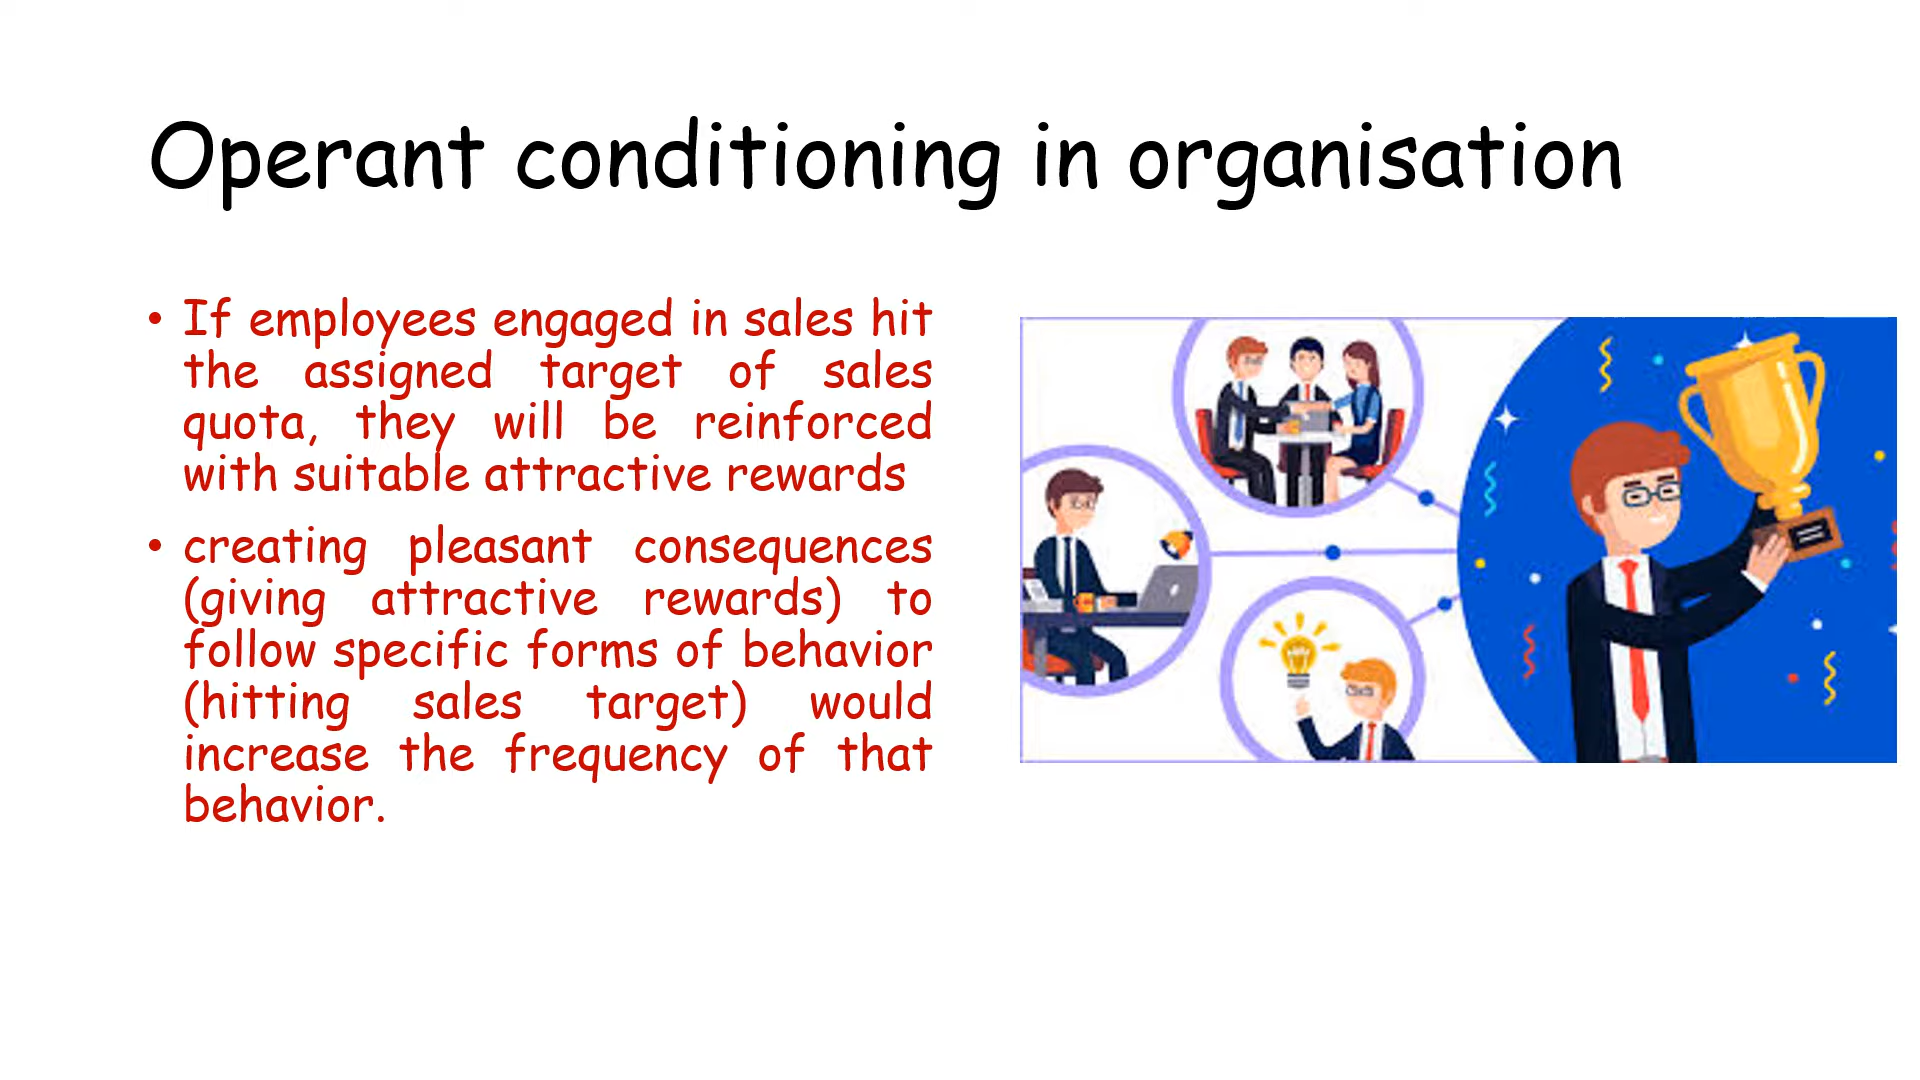 Operant conditioning in organisation
• If employees engaged in sales hit
the assigned target of sales
quota, they will be reinforced
with suitable attractive rewards
• creating pleasant consequences
(giving attractive rewards) to
follow specific forms of behavior
(hitting sales target) would
increase the frequency of that
behavior.